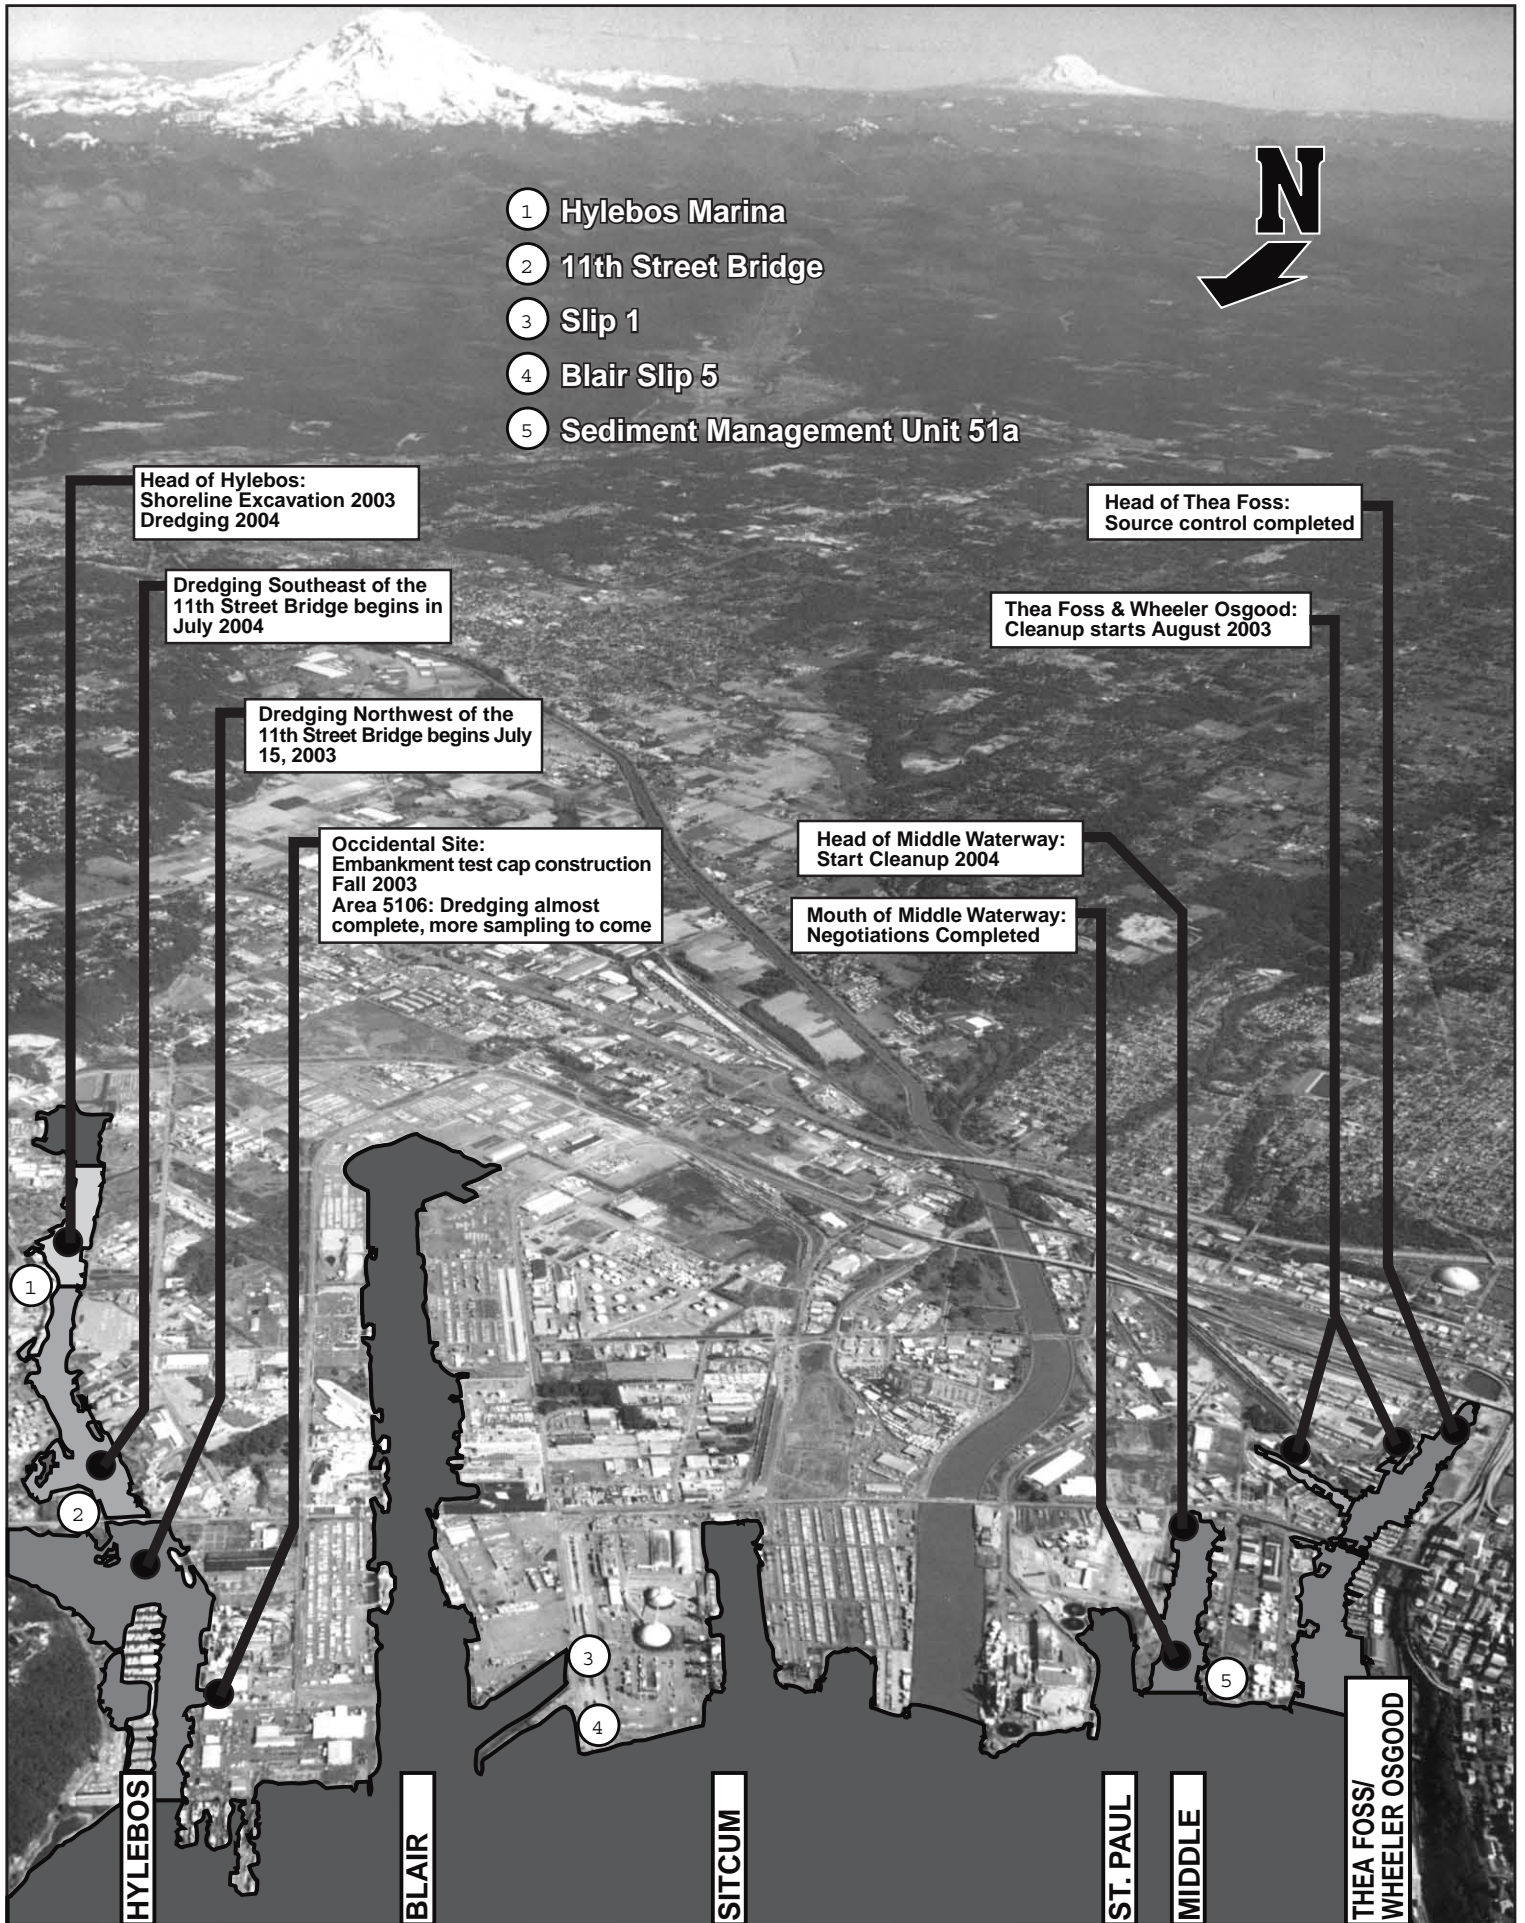 N
1 Hylebos Marina
2 11th Street Bridge
3 Slip 1
4 Blair Slip 5
5 Sediment Management Unit 51a
Head of Hylebos:
Shoreline Excavation 2003
Dredging 2004
Head of Thea Foss:
Source control completed
Dredging Southeast of the
11th Street Bridge begins in
July 2004
Thea Foss & Wheeler Osgood:
Cleanup starts August 2003
Dredging Northwest of the
11th Street Bridge begins July
15, 2003
Occidental Site:
Embankment test cap construction
Fall 2003
Area 5106: Dredging almost
complete, more sampling to come
Head of Middle Waterway:
Start Cleanup 2004
Mouth of Middle Waterway:
Negotiations Completed
1
2
3
4
5
HYLEBOS
BLAIR
SITCUM
ST. PAUL
MIDDLE
THEA FOSS/
WHEELER OSGOOD